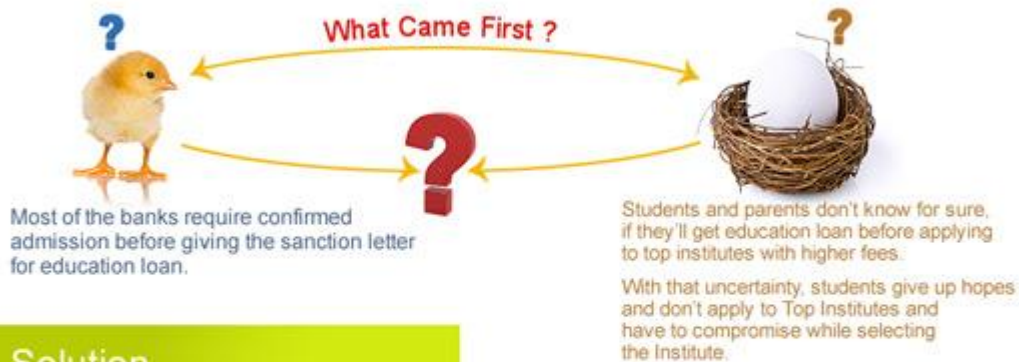 ?
?
What Came First ?
?
Most of the banks require confirmed
admission before giving the sanction letter
for education loan.
Students and parents don't know for sure,
if they'll get education loan before applying
to top institutes with higher fees.
With that uncertainty, students give up hopes
and don't apply to Top Institutes and
have to compromise while selecting
the Institute.
Solution